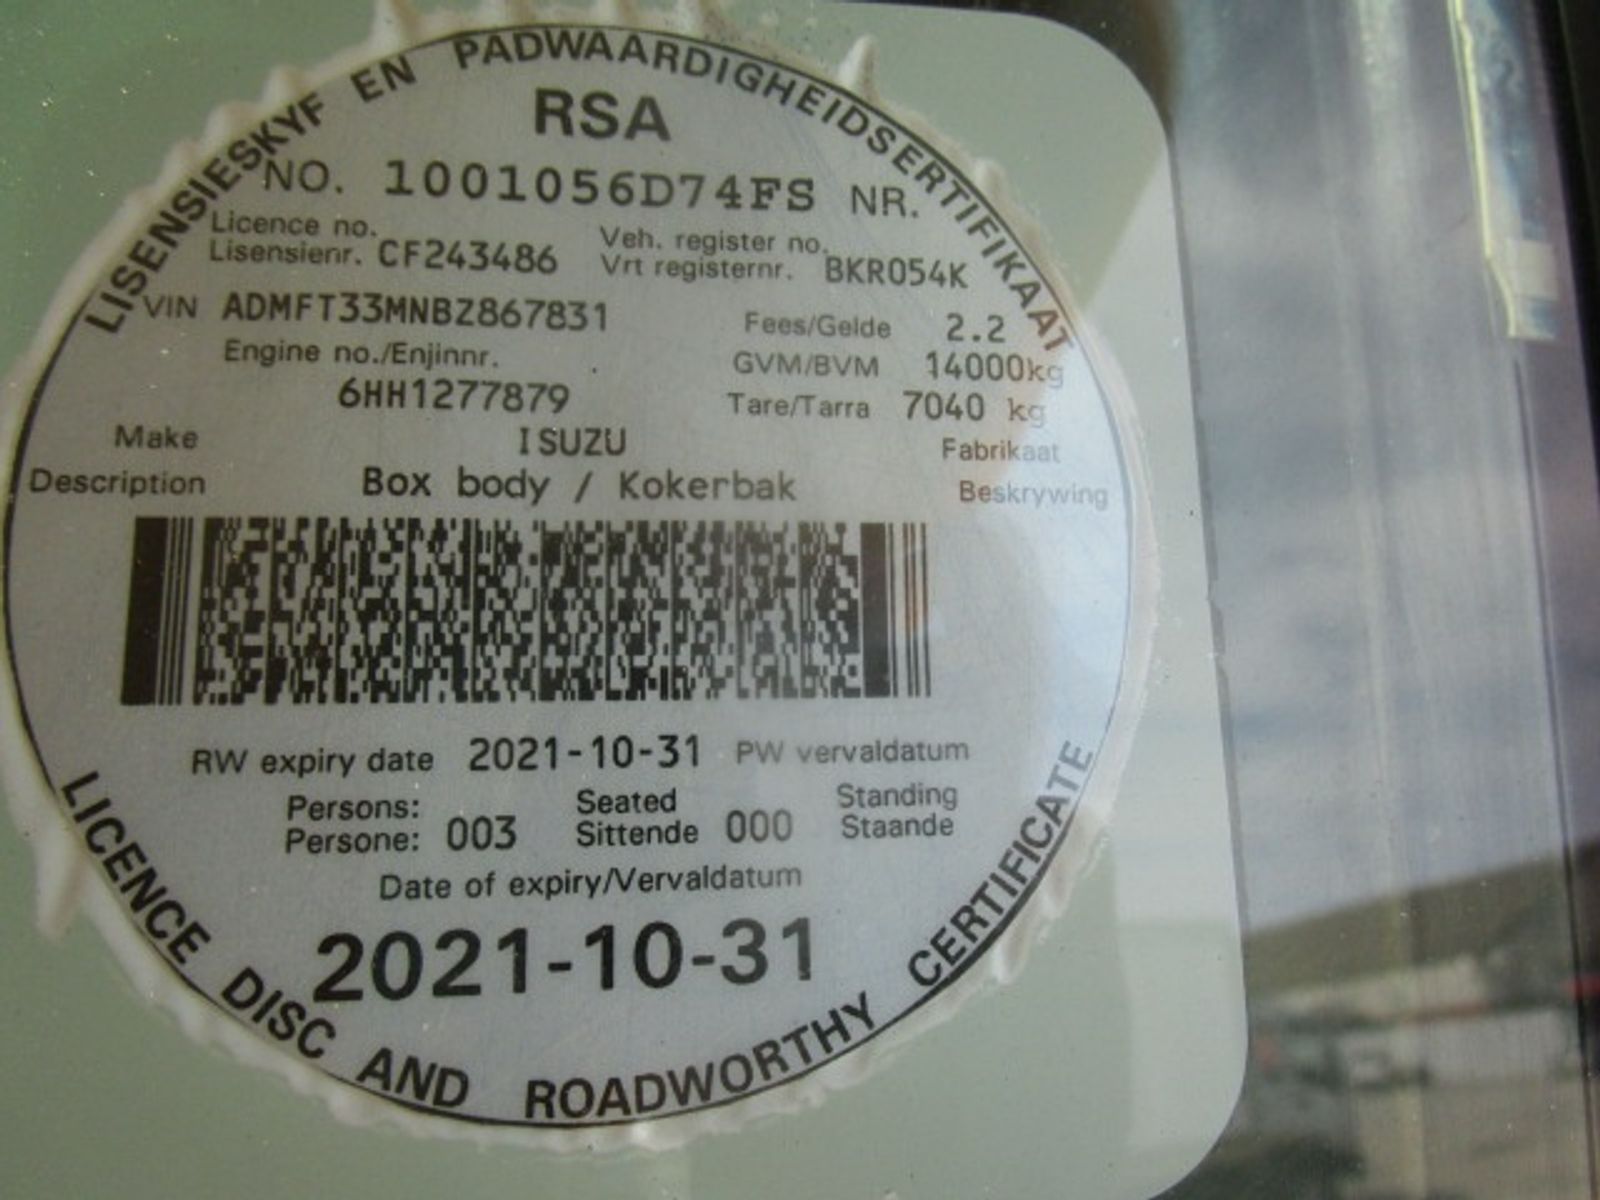 LISENSIESKYF EN PADWAARDIGHEIDSERTIFIKAAT
RSA
NO. 1001056D74FS NR.
Licence no.
Lisensienr. CF243486
Veh. register no.
Vrt registernr. BKR054K
VIN ADMFT33MNBZ867831
Fees/Gelde 2.2
Engine no./Enjinnr.
GVM/BVM 14000kg
6HH1277879
Tare/Tarra 7040 kg
Make ISUZU Fabrikaat
Description Box body / Kokerbak Beskrywing
RW expiry date 2021-10-31 PW vervaldatum
Persons: Seated Standing
Persone: 003 Sittende 000 Staande
Date of expiry/Vervaldatum
2021-10-31
LICENCE DISC AND ROADWORTHY CERTIFICATE